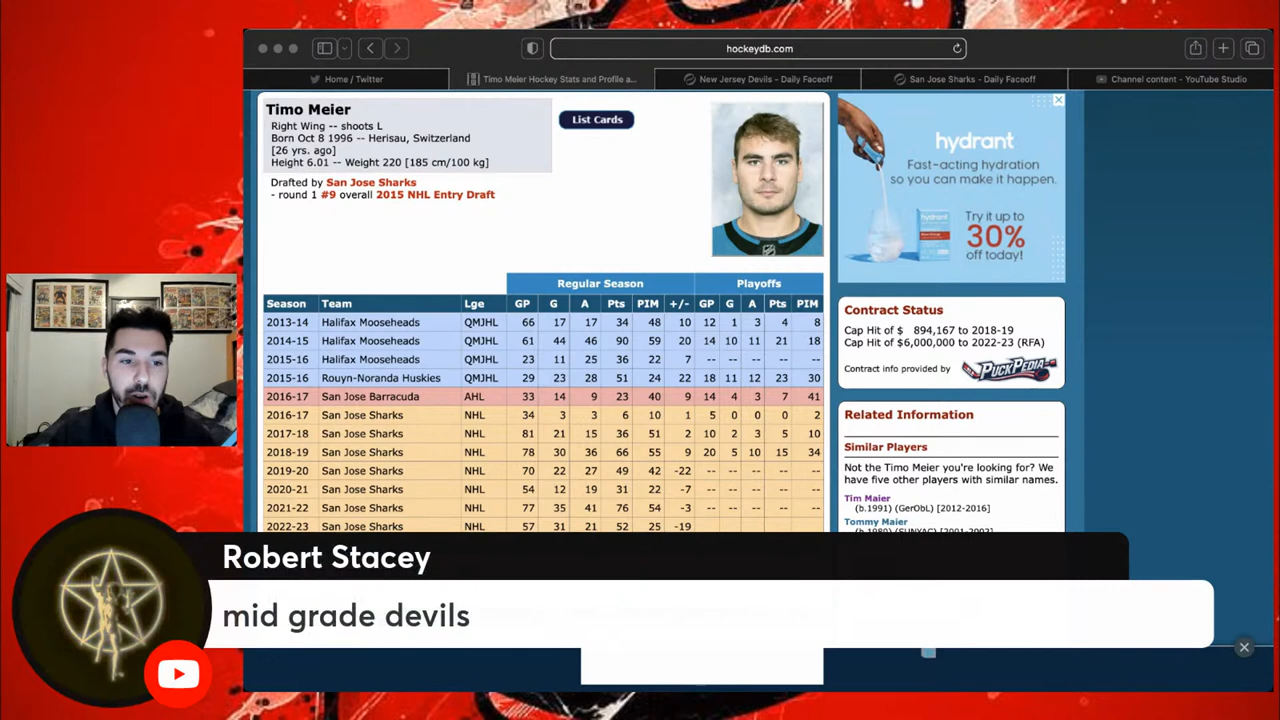 hockeydb.com
Home / Twitter
Timo Meier Hockey Stats and Profile a...
New Jersey Devils - Daily Faceoff
San Jose Sharks - Daily Faceoff
Channel content - YouTube Studio
Timo Meier
Right Wing -- shoots L
Born Oct 8 1996 -- Herisau, Switzerland
[26 yrs. ago]
Height 6.01 -- Weight 220 [185 cm/100 kg]
Drafted by San Jose Sharks
- round 1 #9 overall 2015 NHL Entry Draft
List Cards
hydrant
Fast-acting hydration
so you can make it happen.
hydrant
Try it up to
30%
off today!
Regular Season Playoffs
Season Team Lge GP G A Pts PIM +/- GP G A Pts PIM
2013-14 Halifax Mooseheads QMJHL 66 17 17 34 48 10 12 1 3 4 8
2014-15 Halifax Mooseheads QMJHL 61 44 46 90 59 20 14 10 11 21 18
2015-16 Halifax Mooseheads QMJHL 23 11 25 36 22 7 -- -- -- -- --
2015-16 Rouyn-Noranda Huskies QMJHL 29 23 28 51 24 22 18 11 12 23 30
2016-17 San Jose Barracuda AHL 33 14 9 23 40 9 14 4 3 7 41
2016-17 San Jose Sharks NHL 34 3 3 6 10 1 5 0 0 0 2
2017-18 San Jose Sharks NHL 81 21 15 36 51 2 10 2 3 5 10
2018-19 San Jose Sharks NHL 78 30 36 66 55 9 20 5 10 15 34
2019-20 San Jose Sharks NHL 70 22 27 49 42 -22 -- -- -- -- --
2020-21 San Jose Sharks NHL 54 12 19 31 22 -7 -- -- -- -- --
2021-22 San Jose Sharks NHL 77 35 41 76 54 -3 -- -- -- -- --
2022-23 San Jose Sharks NHL 57 31 21 52 25 -19
Contract Status
Cap Hit of $ 894,167 to 2018-19
Cap Hit of $6,000,000 to 2022-23 (RFA)
Contract info provided by PUCKPEDIA
Related Information
Similar Players
Not the Timo Meier you're looking for? We
have five other players with similar names.
Tim Maier
(b.1991) (GerObL) [2012-2016]
Tommy Maier
(b.1980) (SUNYAC) [2001-2002]
Robert Stacey
mid grade devils